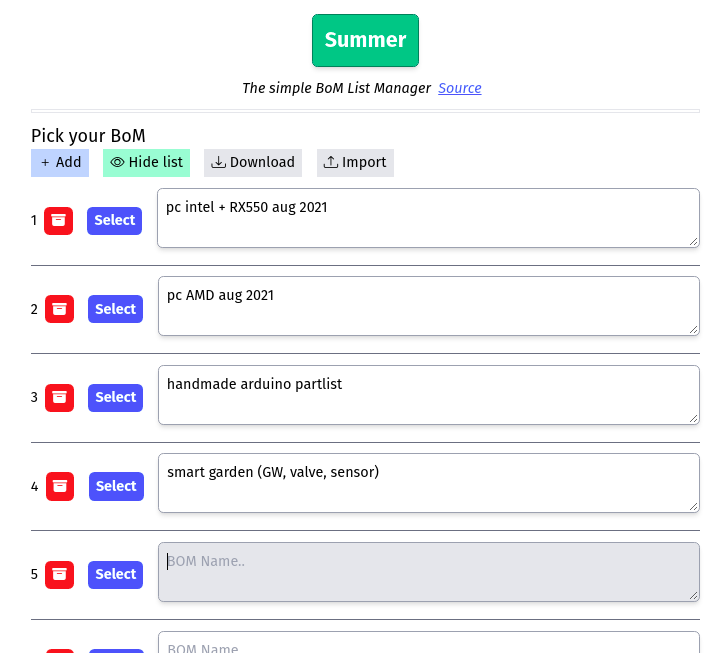 Summer
The simple BoM List Manager Source
Pick your BoM
+ Add Hide list Download Import
1 Select pc intel + RX550 aug 2021
2 Select pc AMD aug 2021
3 Select handmade arduino partlist
4 Select smart garden (GW, valve, sensor)
5 Select BOM Name..
BOM Name